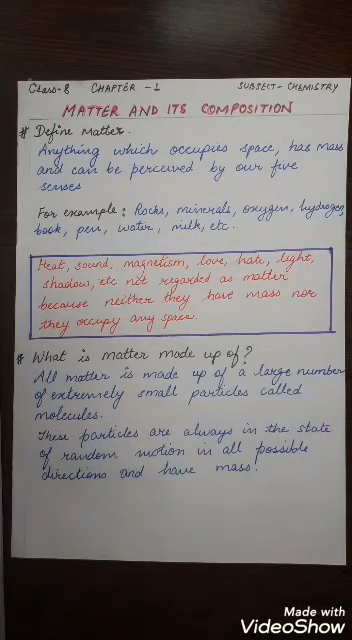 Class-8 CHAPTER -1 SUBJECT- CHEMISTRY
MATTER AND ITS COMPOSITION
# Define Matter.
Anything which occupies space, has mass
and can be perceived by our five
senses
For example: Rocks, minerals, oxygen, hydrogen,
book, pen, water, milk, etc.
Heat, sound, magnetism, love, hate, light,
shadows, etc not regarded as matter
because neither they have mass nor
they occupy any space.
# What is matter made up of?
All matter is made up of a large number
of extremely small particles called
molecules.
These particles are always in the state
of random motion in all possible
directions and have mass.
Made with
VideoShow